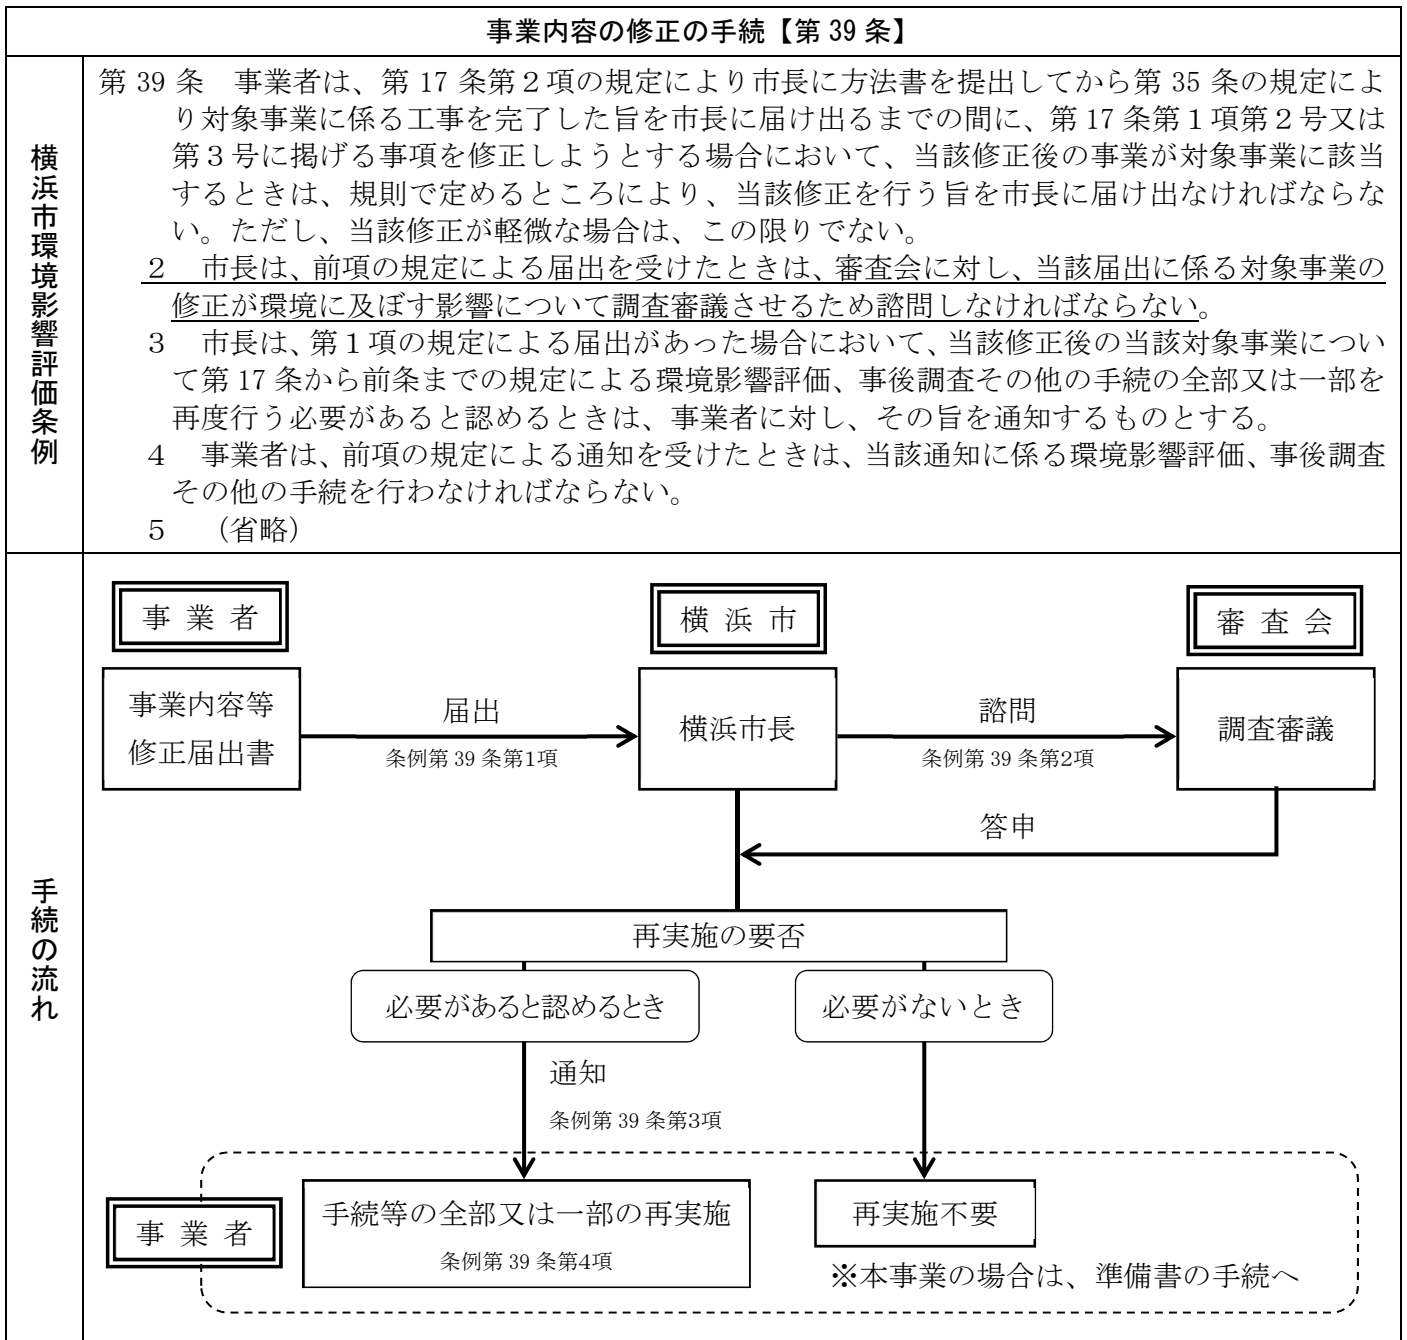 事業内容の修正の手続【第39条】
横浜市環境影響評価条例
第39条　事業者は、第17条第２項の規定により市長に方法書を提出してから第35条の規定によ
り対象事業に係る工事を完了した旨を市長に届け出るまでの間に、第17条第１項第２号又は
第３号に掲げる事項を修正しようとする場合において、当該修正後の事業が対象事業に該当
するときは、規則で定めるところにより、当該修正を行う旨を市長に届け出なければならな
い。ただし、当該修正が軽微な場合は、この限りでない。
２　市長は、前項の規定による届出を受けたときは、審査会に対し、当該届出に係る対象事業の
修正が環境に及ぼす影響について調査審議させるため諮問しなければならない。
３　市長は、第１項の規定による届出があった場合において、当該修正後の当該対象事業につい
て第17条から前条までの規定による環境影響評価、事後調査その他の手続の全部又は一部を
再度行う必要があると認めるときは、事業者に対し、その旨を通知するものとする。
４　事業者は、前項の規定による通知を受けたときは、当該通知に係る環境影響評価、事後調査
その他の手続を行わなければならない。
５　（省略）
手続の流れ
事業者
横浜市
審査会
事業内容等
修正届出書
届出
条例第39条第1項
横浜市長
諮問
条例第39条第2項
調査審議
答申
再実施の要否
必要があると認めるとき
必要がないとき
通知
条例第39条第3項
事業者
手続等の全部又は一部の再実施
条例第39条第4項
再実施不要
※本事業の場合は、準備書の手続へ